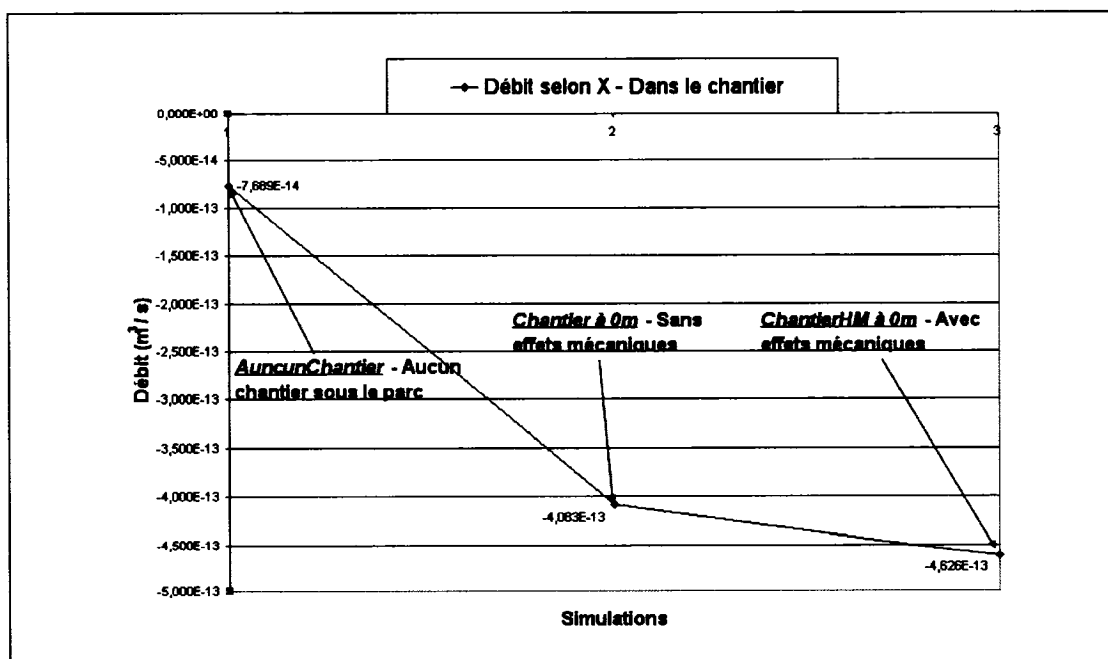 Débit selon X - Dans le chantier
0,000E+00
-5,000E-14
-1,000E-13
-1,500E-13
-2,000E-13
-2,500E-13
-3,000E-13
-3,500E-13
-4,000E-13
-4,500E-13
-5,000E-13
Débit (m³ / s)
1
2
3
-7,689E-14
-4,083E-13
-4,626E-13
AuncunChantier - Aucun
chantier sous le parc
Chantier à 0m - Sans
effets mécaniques
ChantierHM à 0m - Avec
effets mécaniques
Simulations